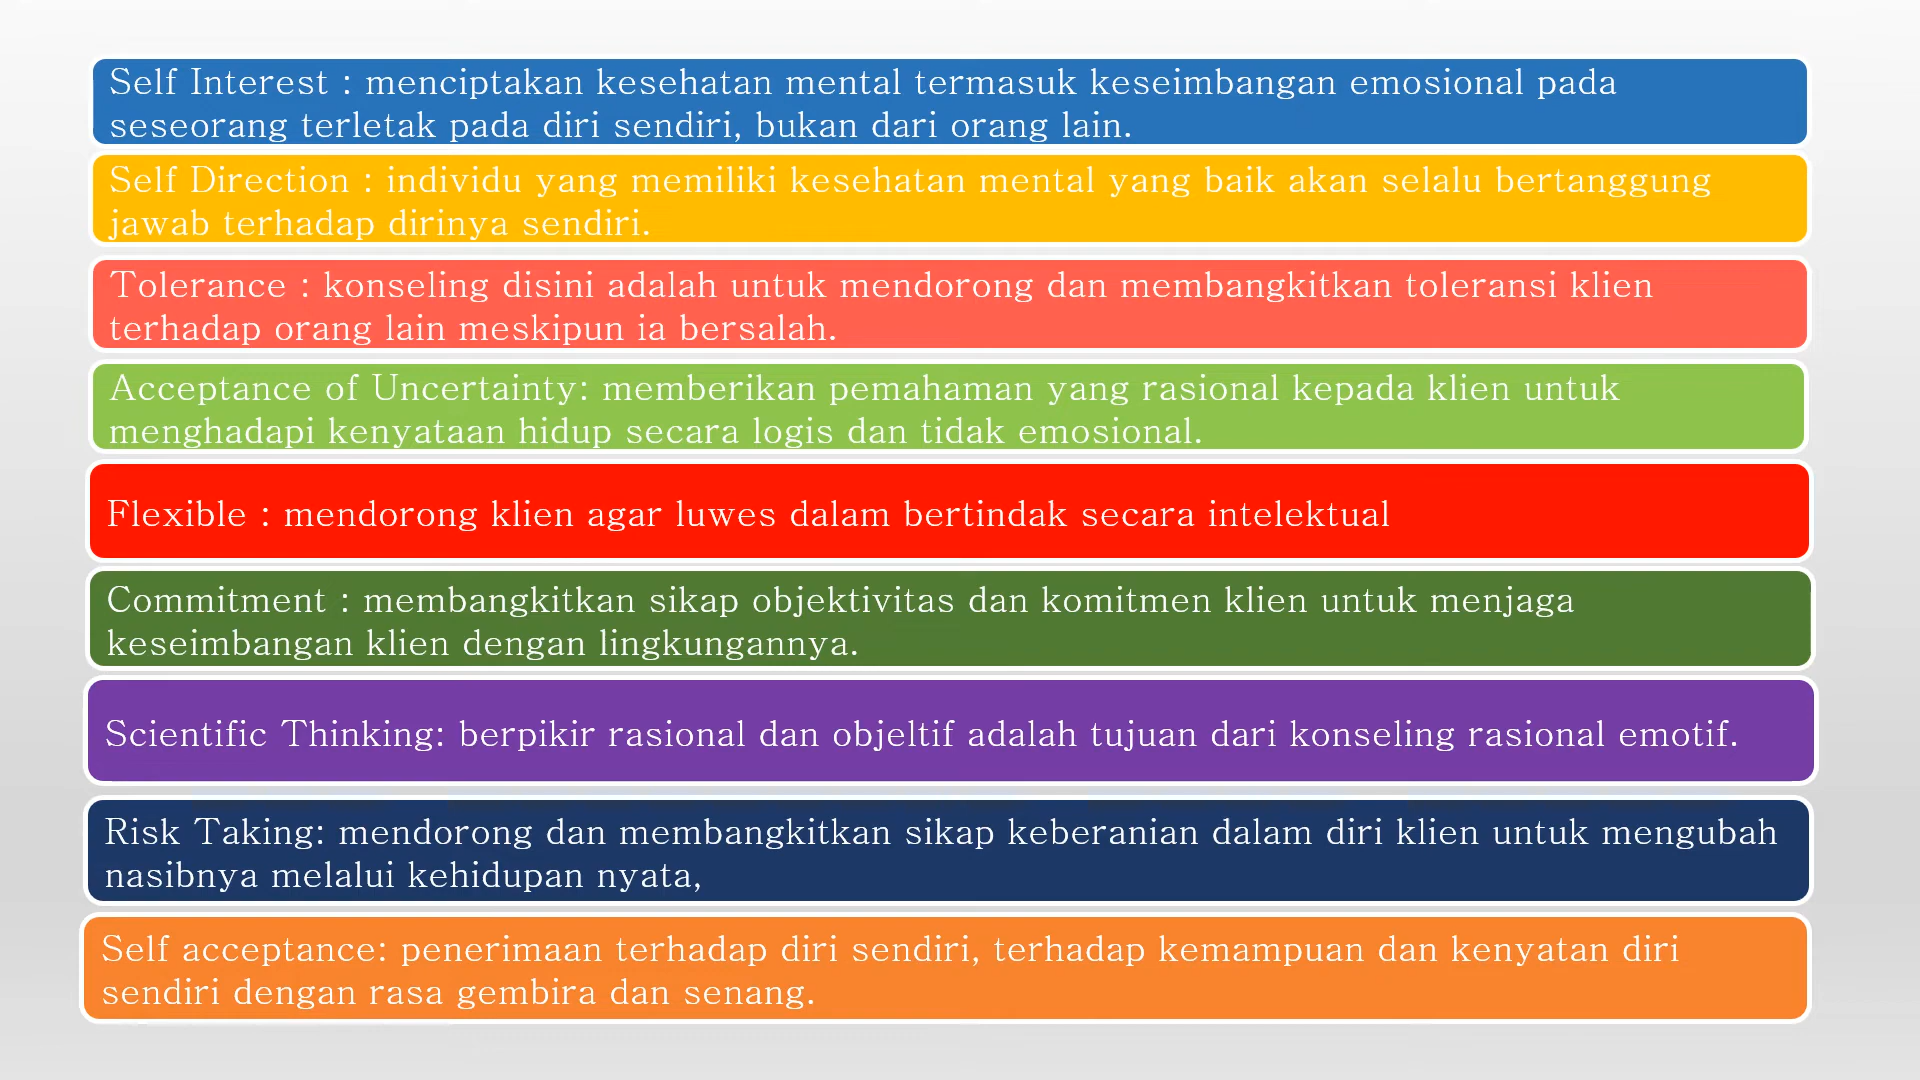 Self Interest : menciptakan kesehatan mental termasuk keseimbangan emosional pada
seseorang terletak pada diri sendiri, bukan dari orang lain.
Self Direction : individu yang memiliki kesehatan mental yang baik akan selalu bertanggung
jawab terhadap dirinya sendiri.
Tolerance : konseling disini adalah untuk mendorong dan membangkitkan toleransi klien
terhadap orang lain meskipun ia bersalah.
Acceptance of Uncertainty: memberikan pemahaman yang rasional kepada klien untuk
menghadapi kenyataan hidup secara logis dan tidak emosional.
Flexible : mendorong klien agar luwes dalam bertindak secara intelektual
Commitment : membangkitkan sikap objektivitas dan komitmen klien untuk menjaga
keseimbangan klien dengan lingkungannya.
Scientific Thinking: berpikir rasional dan objeltif adalah tujuan dari konseling rasional emotif.
Risk Taking: mendorong dan membangkitkan sikap keberanian dalam diri klien untuk mengubah
nasibnya melalui kehidupan nyata,
Self acceptance: penerimaan terhadap diri sendiri, terhadap kemampuan dan kenyatan diri
sendiri dengan rasa gembira dan senang.